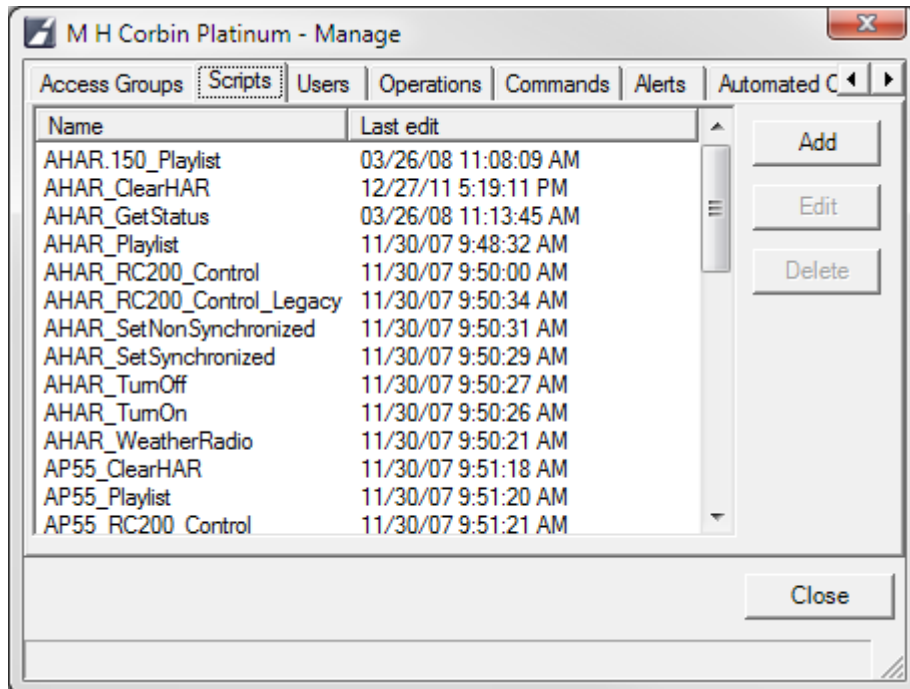 M H Corbin Platinum - Manage
Access Groups Scripts Users Operations Commands Alerts Automated C
Name Last edit
AHAR.150_Playlist 03/26/08 11:08:09 AM
AHAR_ClearHAR 12/27/11 5:19:11 PM
AHAR_GetStatus 03/26/08 11:13:45 AM
AHAR_Playlist 11/30/07 9:48:32 AM
AHAR_RC200_Control 11/30/07 9:50:00 AM
AHAR_RC200_Control_Legacy 11/30/07 9:50:34 AM
AHAR_SetNonSynchronized 11/30/07 9:50:31 AM
AHAR_SetSynchronized 11/30/07 9:50:29 AM
AHAR_TurnOff 11/30/07 9:50:27 AM
AHAR_TurnOn 11/30/07 9:50:26 AM
AHAR_WeatherRadio 11/30/07 9:50:21 AM
AP55_ClearHAR 11/30/07 9:51:18 AM
AP55_Playlist 11/30/07 9:51:20 AM
AP55_RC200_Control 11/30/07 9:51:21 AM
Add
Edit
Delete
Close